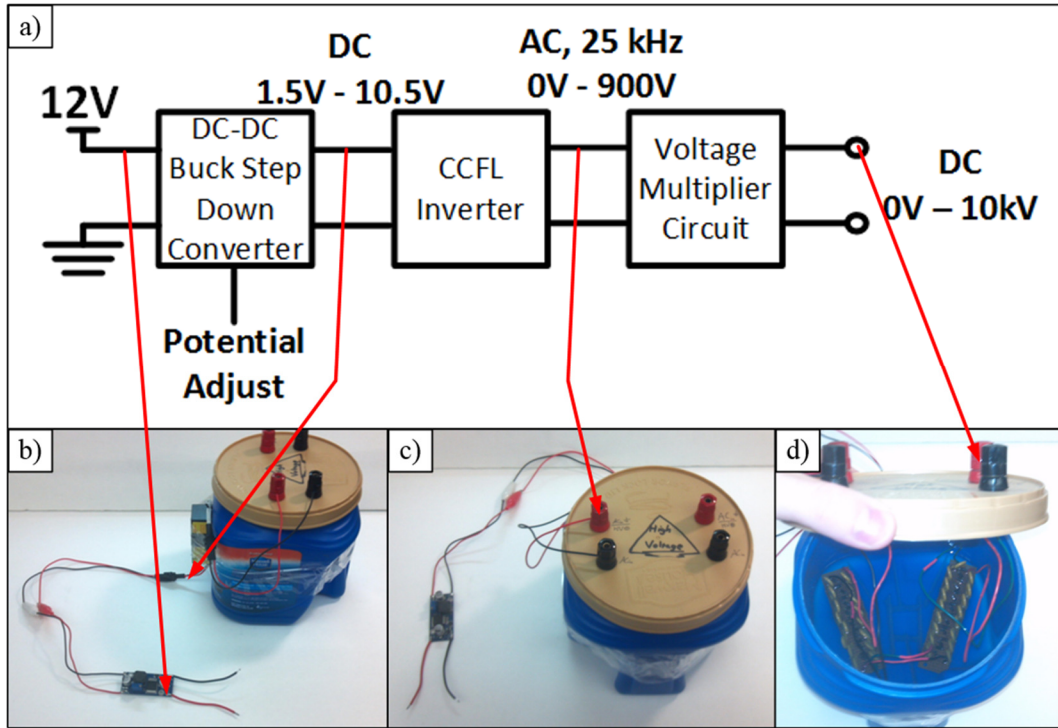 a)
DC
1.5V - 10.5V
AC, 25 kHz
0V - 900V
12V
DC-DC
Buck Step
Down
Converter
CCFL
Inverter
Voltage
Multiplier
Circuit
DC
0V – 10kV
Potential
Adjust
b)
c)
High
Voltage
d)